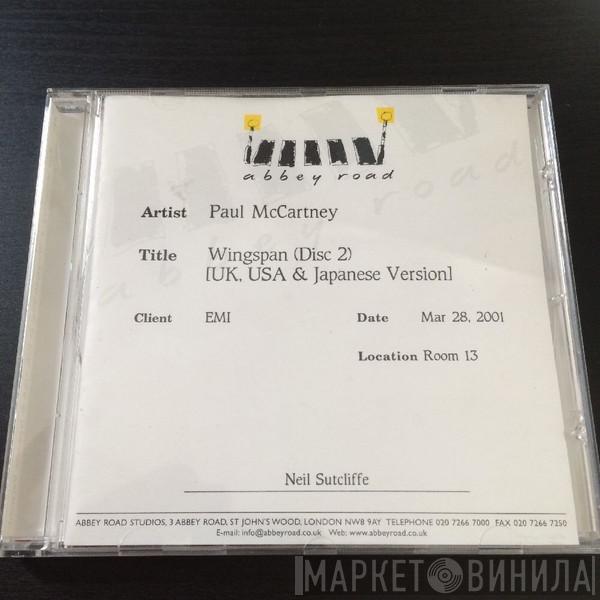 abbey road
Artist Paul McCartney
Title Wingspan (Disc 2)
[UK, USA & Japanese Version]
Client EMI Date Mar 28, 2001
Location Room 13
Neil Sutcliffe
ABBEY ROAD STUDIOS, 3 ABBEY ROAD, ST JOHN'S WOOD, LONDON NW8 9AY TELEPHONE 020 7266 7000 FAX 020 7266 7250
E-mail: info@abbeyroad.co.uk Web: www.abbeyroad.co.uk
МАРКЕТ ВИНИЛА